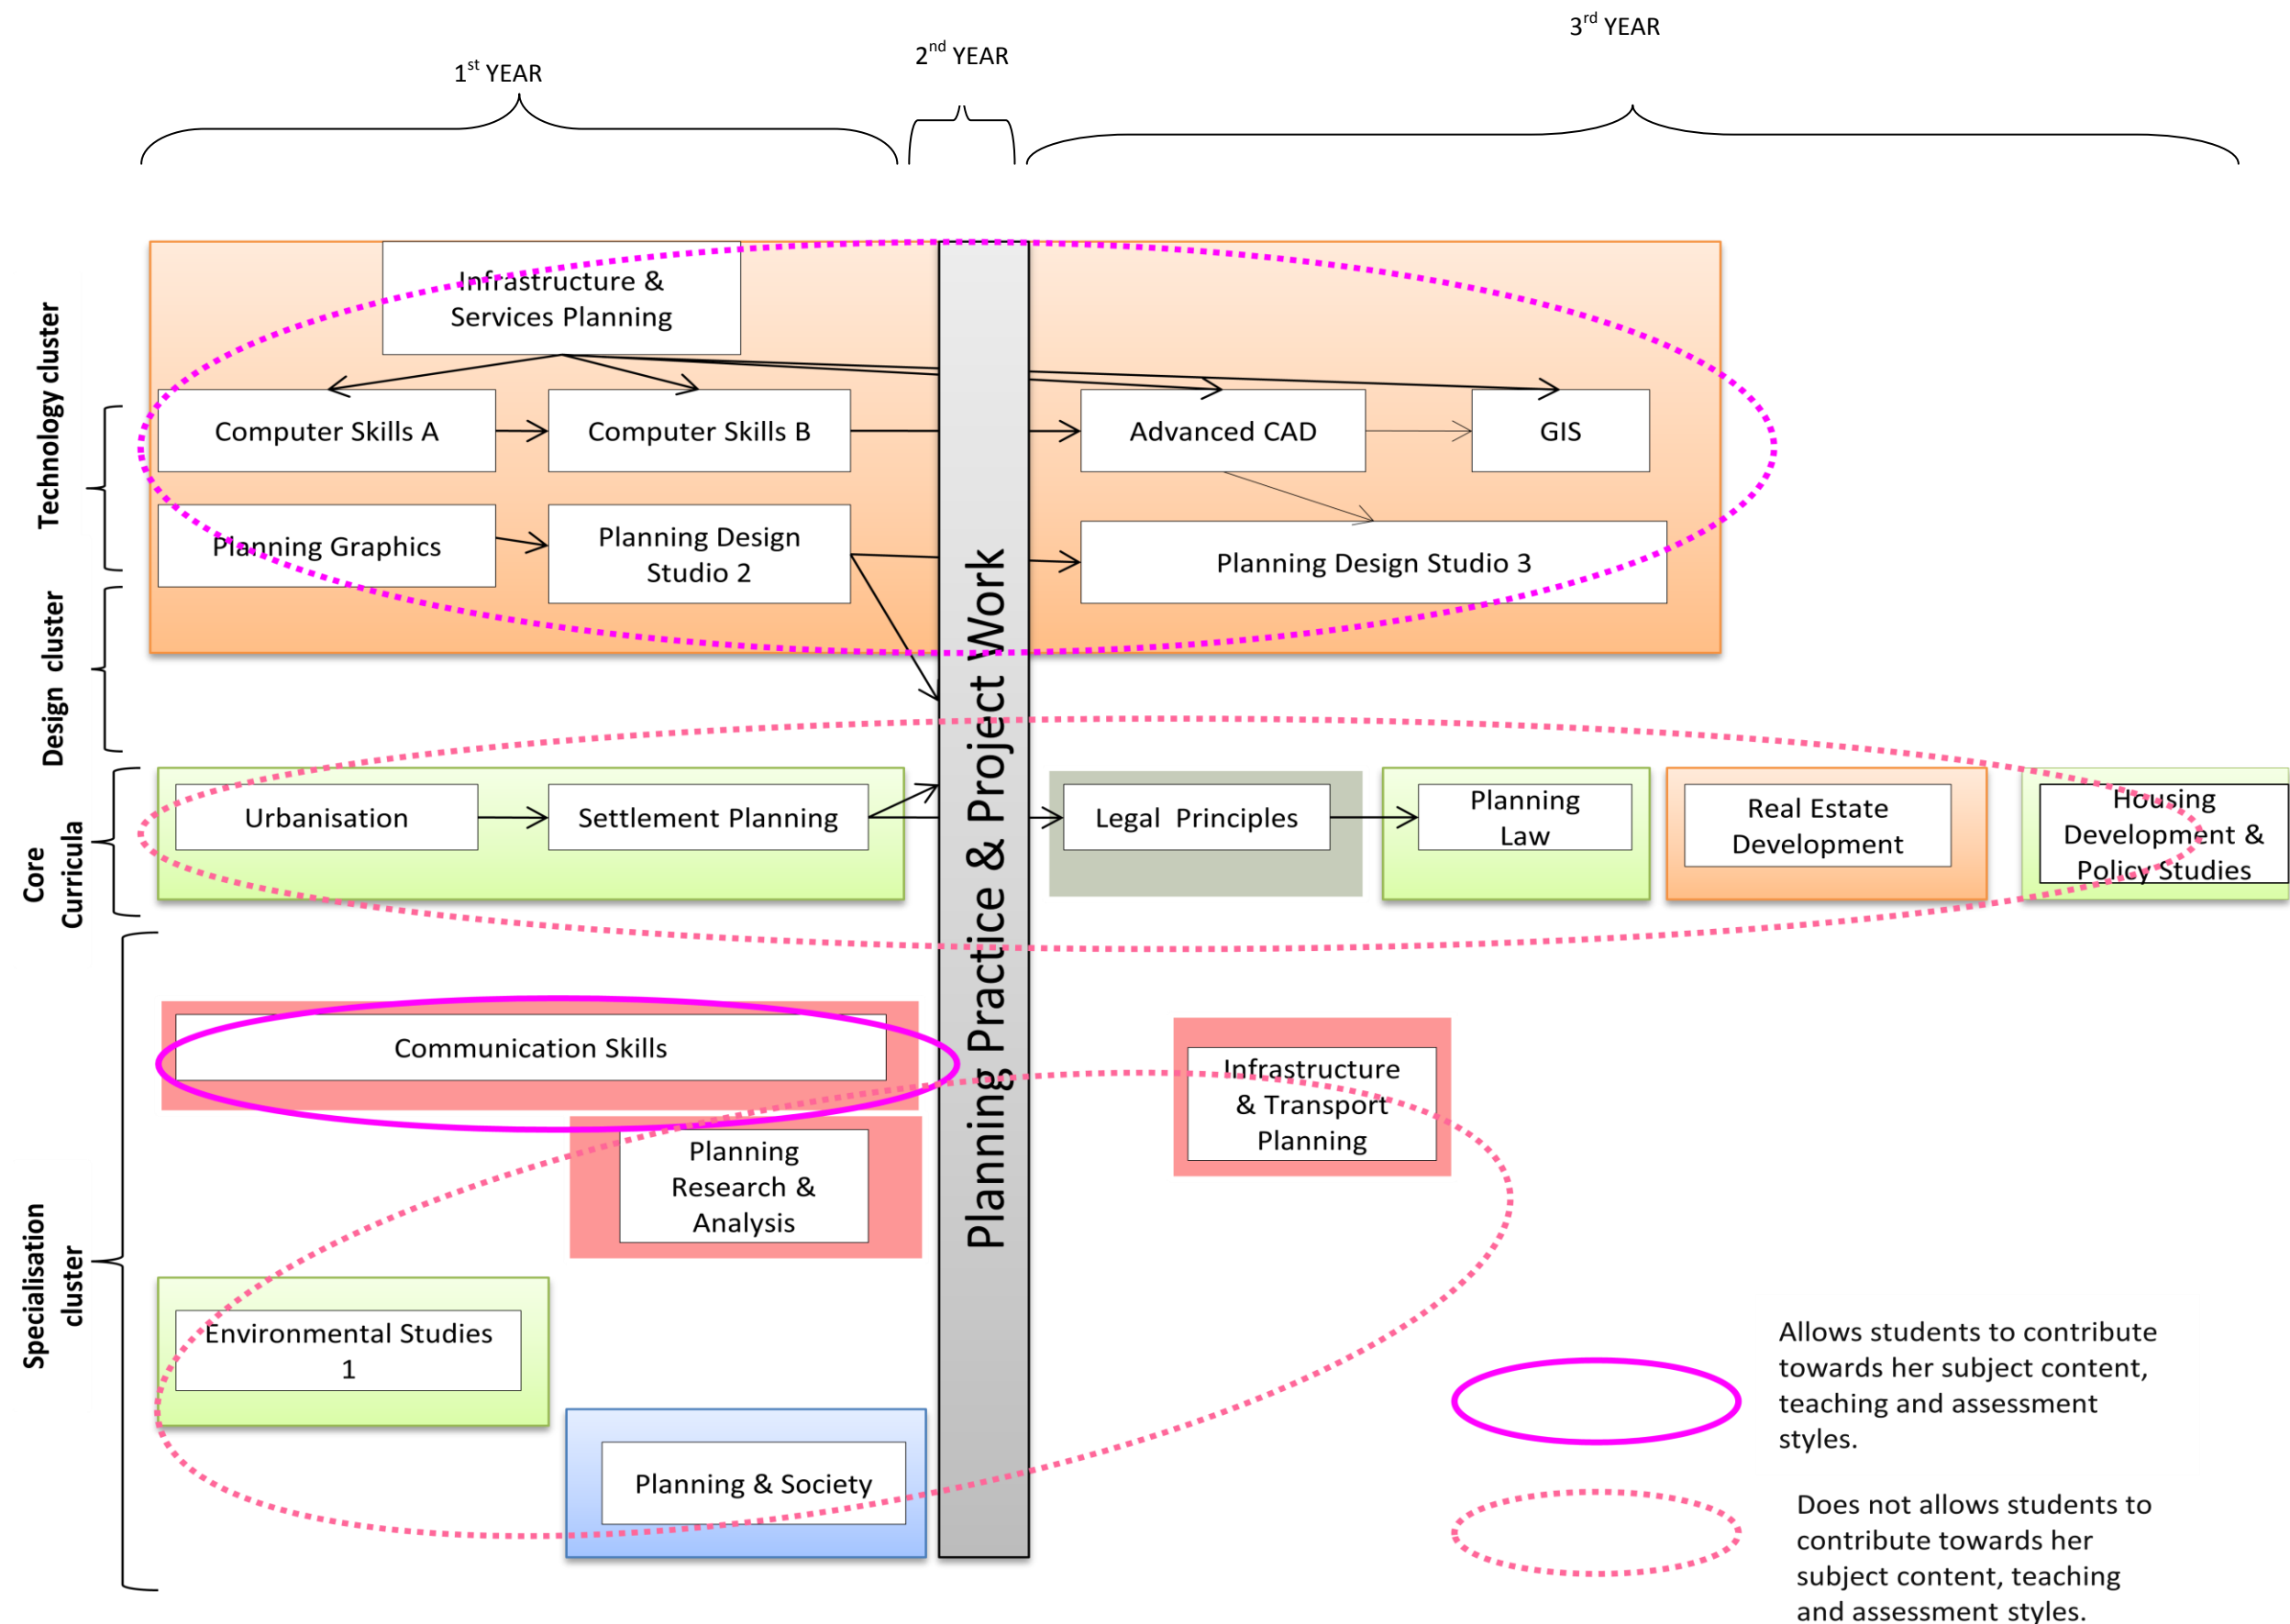 1st YEAR
2nd YEAR
3rd YEAR
Technology cluster
Infrastructure &
Services Planning
Computer Skills A
Computer Skills B
Advanced CAD
GIS
Planning Graphics
Planning Design
Studio 2
Planning Design Studio 3
Design cluster
Planning Practice & Project Work
Core
Curricula
Urbanisation
Settlement Planning
Legal Principles
Planning
Law
Real Estate
Development
Housing
Development &
Policy Studies
Specialisation
cluster
Communication Skills
Planning
Research &
Analysis
Infrastructure
& Transport
Planning
Environmental Studies
1
Planning & Society
Allows students to contribute
towards her subject content,
teaching and assessment
styles.
Does not allows students to
contribute towards her
subject content, teaching
and assessment styles.